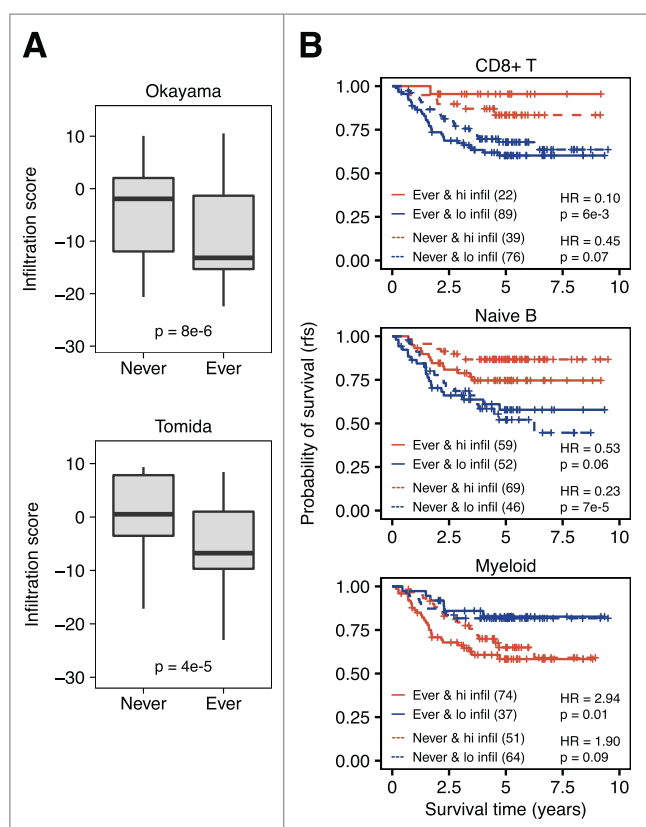 A
Okayama
Infiltration score
10
0
−10
−20
−30
p = 8e-6
Never Ever
Tomida
Infiltration score
10
0
−10
−20
−30
p = 4e-5
Never Ever
B
Probability of survival (rfs)
CD8+ T
1.00
0.75
0.50
0.25
0.00
Ever & hi infil (22)
Ever & lo infil (89)
HR = 0.10
p = 6e-3
Never & hi infil (39)
Never & lo infil (76)
HR = 0.45
p = 0.07
0 2.5 5 7.5 10
Naive B
1.00
0.75
0.50
0.25
0.00
Ever & hi infil (59)
Ever & lo infil (52)
HR = 0.53
p = 0.06
Never & hi infil (69)
Never & lo infil (46)
HR = 0.23
p = 7e-5
0 2.5 5 7.5 10
Myeloid
1.00
0.75
0.50
0.25
0.00
Ever & hi infil (74)
Ever & lo infil (37)
HR = 2.94
p = 0.01
Never & hi infil (51)
Never & lo infil (64)
HR = 1.90
p = 0.09
0 2.5 5 7.5 10
Survival time (years)